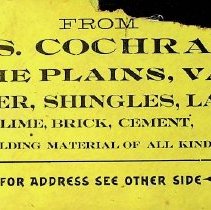 FROM
S. COCHRA
HE PLAINS, VA
ER, SHINGLES, LA
LIME, BRICK, CEMENT,
LDING MATERIAL OF ALL KIND
FOR ADDRESS SEE OTHER SIDE